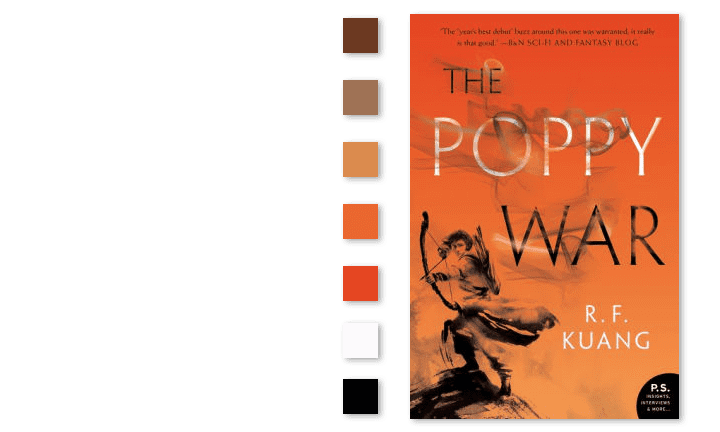 "The 'year's best debut' buzz around this one was warranted; it really
is that good." —B&N SCI-FI AND FANTASY BLOG
THE
POPPY
WAR
R. F.
KUANG
P.S.
INSIGHTS,
INTERVIEWS
& MORE...